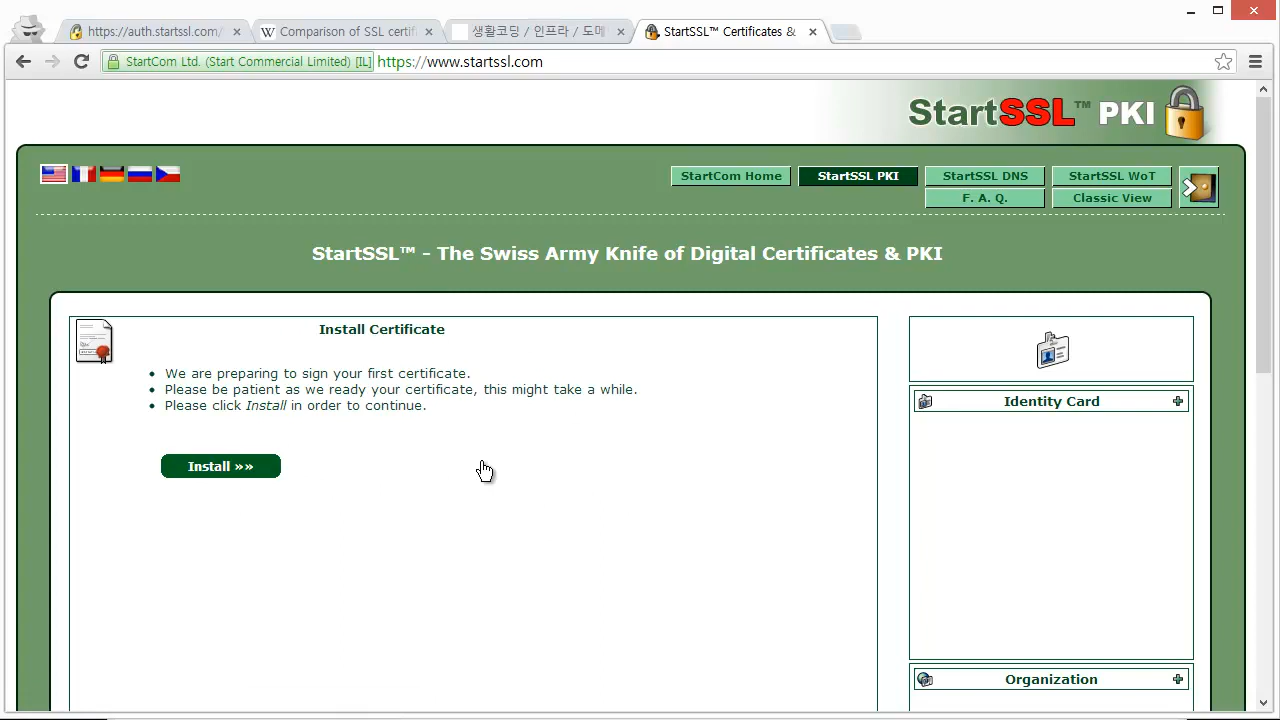 https://auth.startssl.com/
Comparison of SSL certifi
생활코딩 / 인프라 / 도메
StartSSL™ Certificates &
StartCom Ltd. (Start Commercial Limited) [IL]
https://www.startssl.com
StartSSL™ PKI
StartCom Home
StartSSL PKI
StartSSL DNS
StartSSL WoT
F. A. Q.
Classic View
StartSSL™ - The Swiss Army Knife of Digital Certificates & PKI
Install Certificate
• We are preparing to sign your first certificate.
• Please be patient as we ready your certificate, this might take a while.
• Please click Install in order to continue.
Install »»
Identity Card
Organization